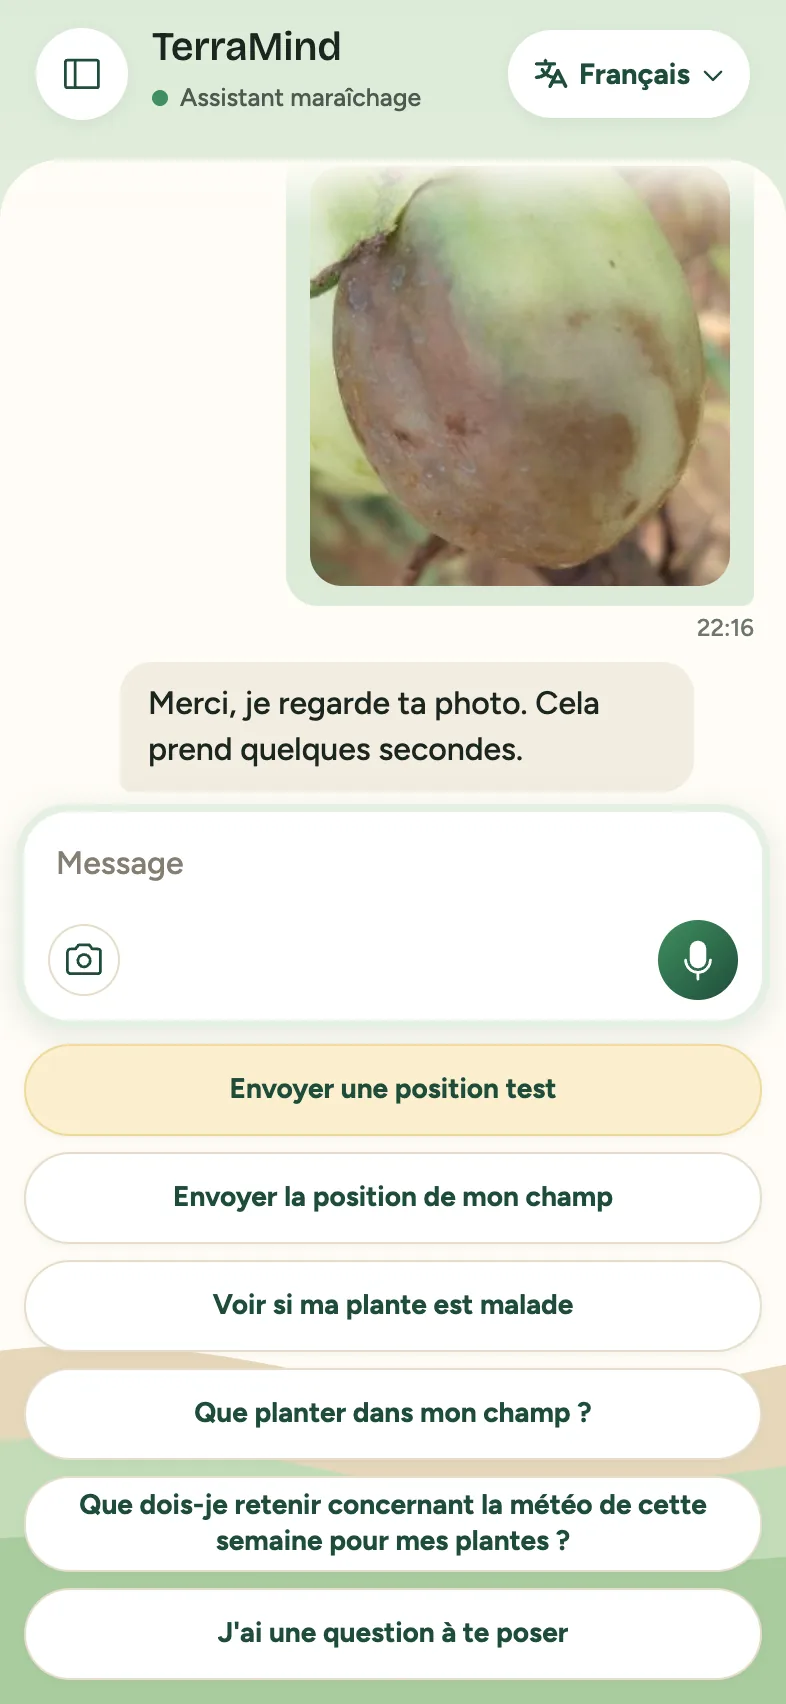 TerraMind
Assistant maraîchage
Français
22:16
Merci, je regarde ta photo. Cela
prend quelques secondes.
Message
Envoyer une position test
Envoyer la position de mon champ
Voir si ma plante est malade
Que planter dans mon champ ?
Que dois-je retenir concernant la météo de cette
semaine pour mes plantes ?
J'ai une question à te poser